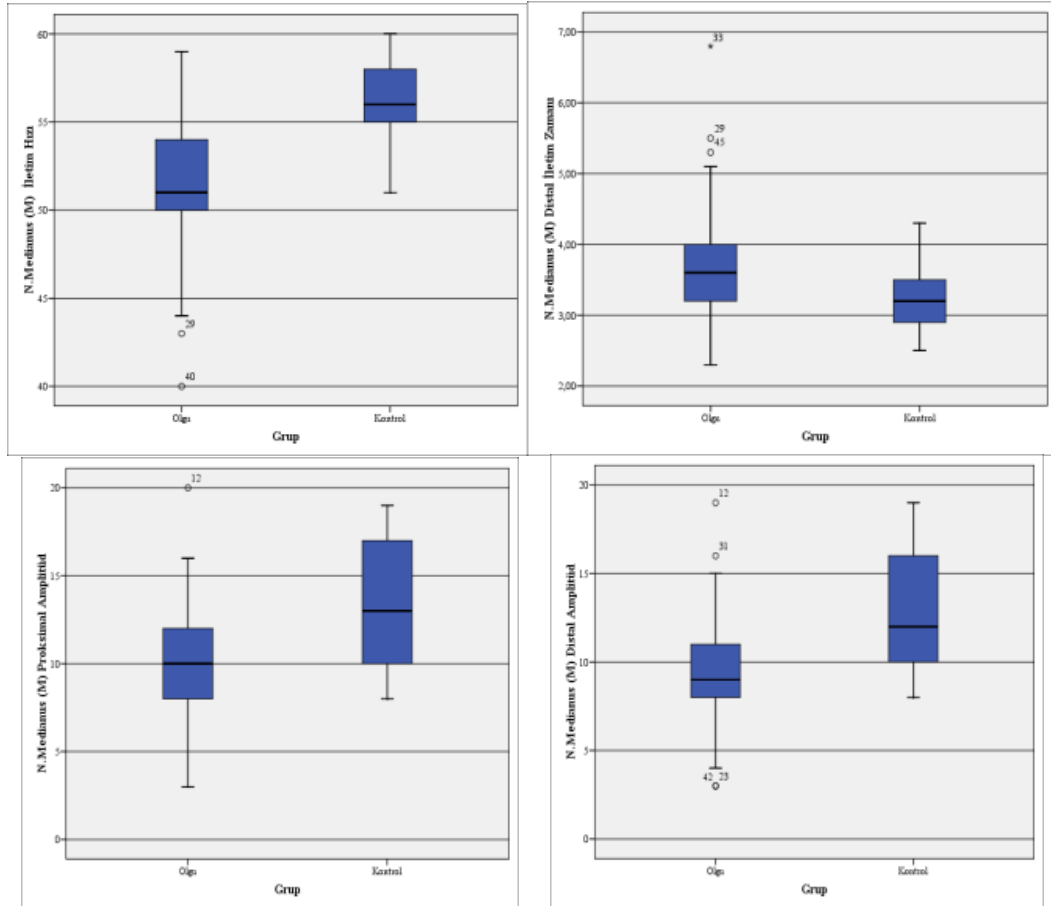 N.Medianus (M) İletim Hızı
60
55
50
45
40
29
40
Olgu
Kontrol
Grup
N.Medianus (M) Distal İletim Zamanı
7,00
6,00
5,00
4,00
3,00
2,00
33
29
45
Olgu
Kontrol
Grup
N.Medianus (M) Proksimal Amplitüd
20
15
10
5
0
12
Olgu
Kontrol
Grup
N.Medianus (M) Distal Amplitüd
20
15
10
5
0
12
31
42 23
Olgu
Kontrol
Grup